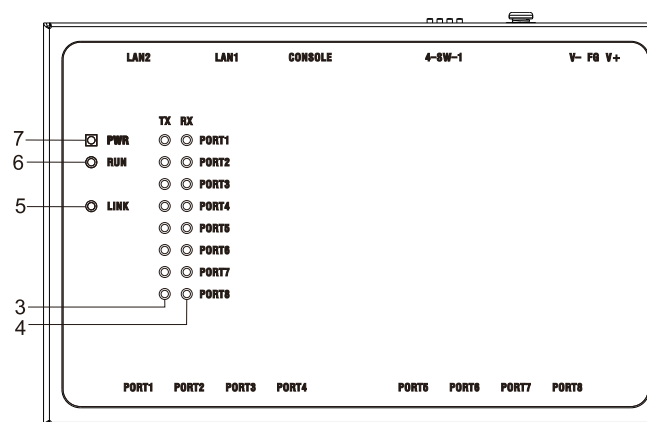 LAN2 LAN1 CONSOLE 4-SW-1 V- FG V+
TX RX
7 PWR PORT1
6 RUN PORT2
PORT3
5 LINK PORT4
PORT5
PORT6
PORT7
3 PORT8
4
PORT1 PORT2 PORT3 PORT4 PORT5 PORT6 PORT7 PORT8